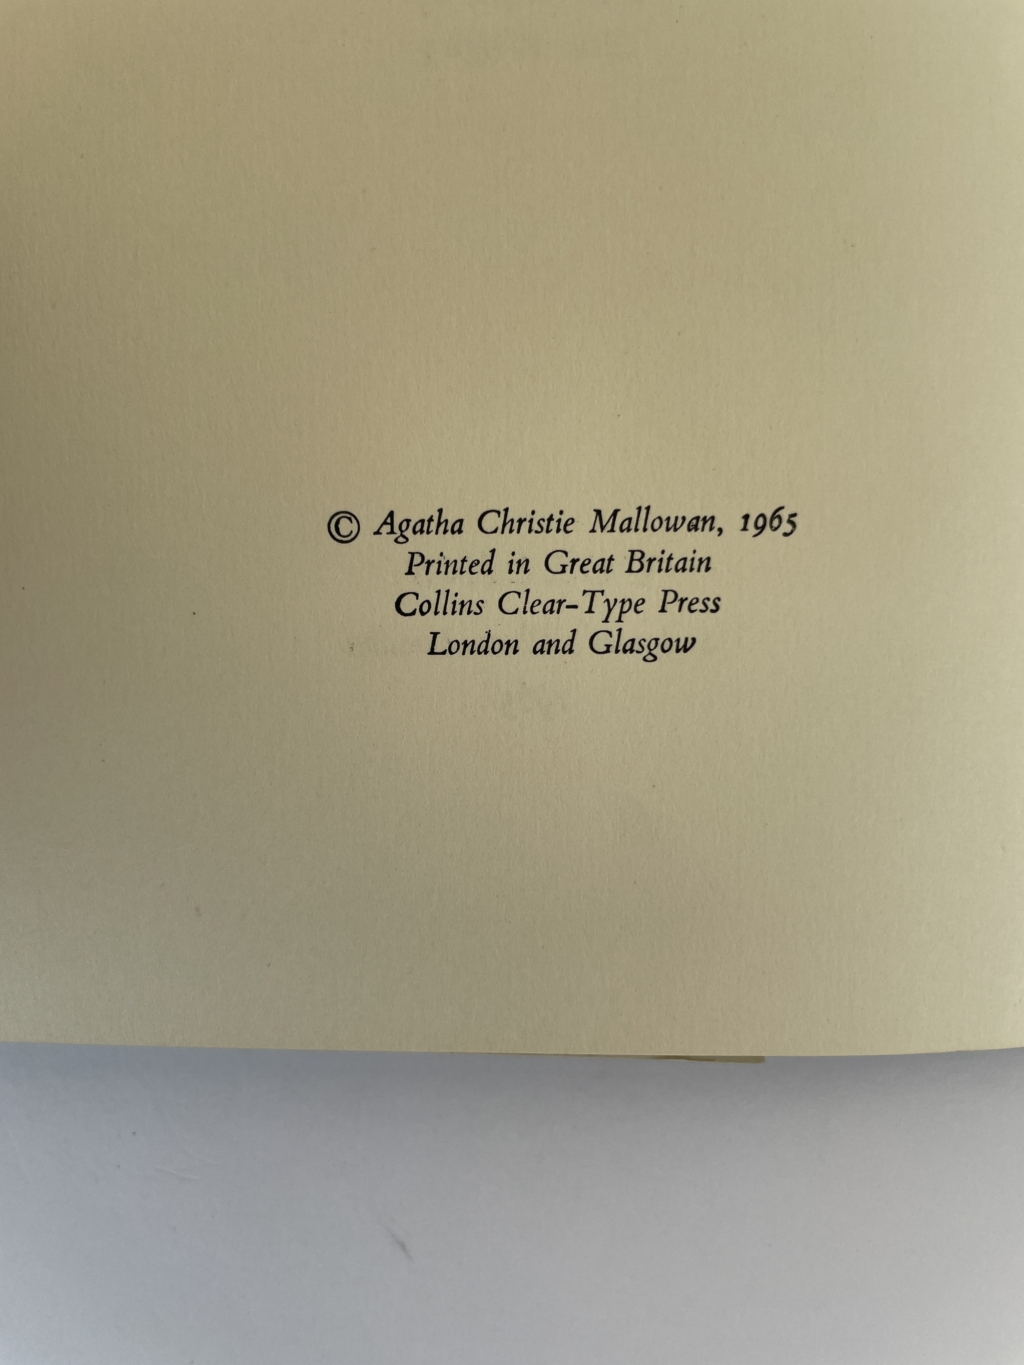 © Agatha Christie Mallowan, 1965
Printed in Great Britain
Collins Clear-Type Press
London and Glasgow